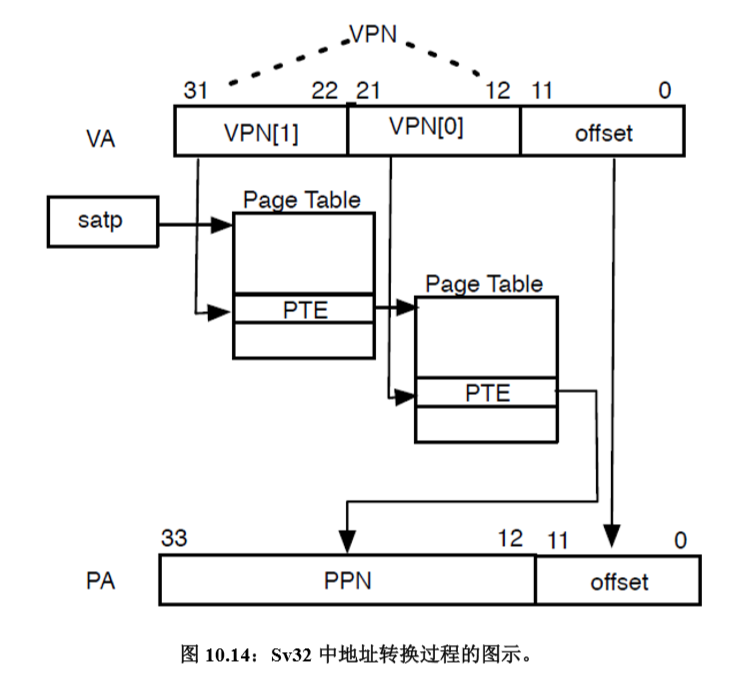 VPN
31 22 21 12 11 0
VA VPN[1] VPN[0] offset
satp
Page Table
PTE
Page Table
PTE
33 12 11 0
PA PPN offset
图 10.14：Sv32 中地址转换过程的图示。